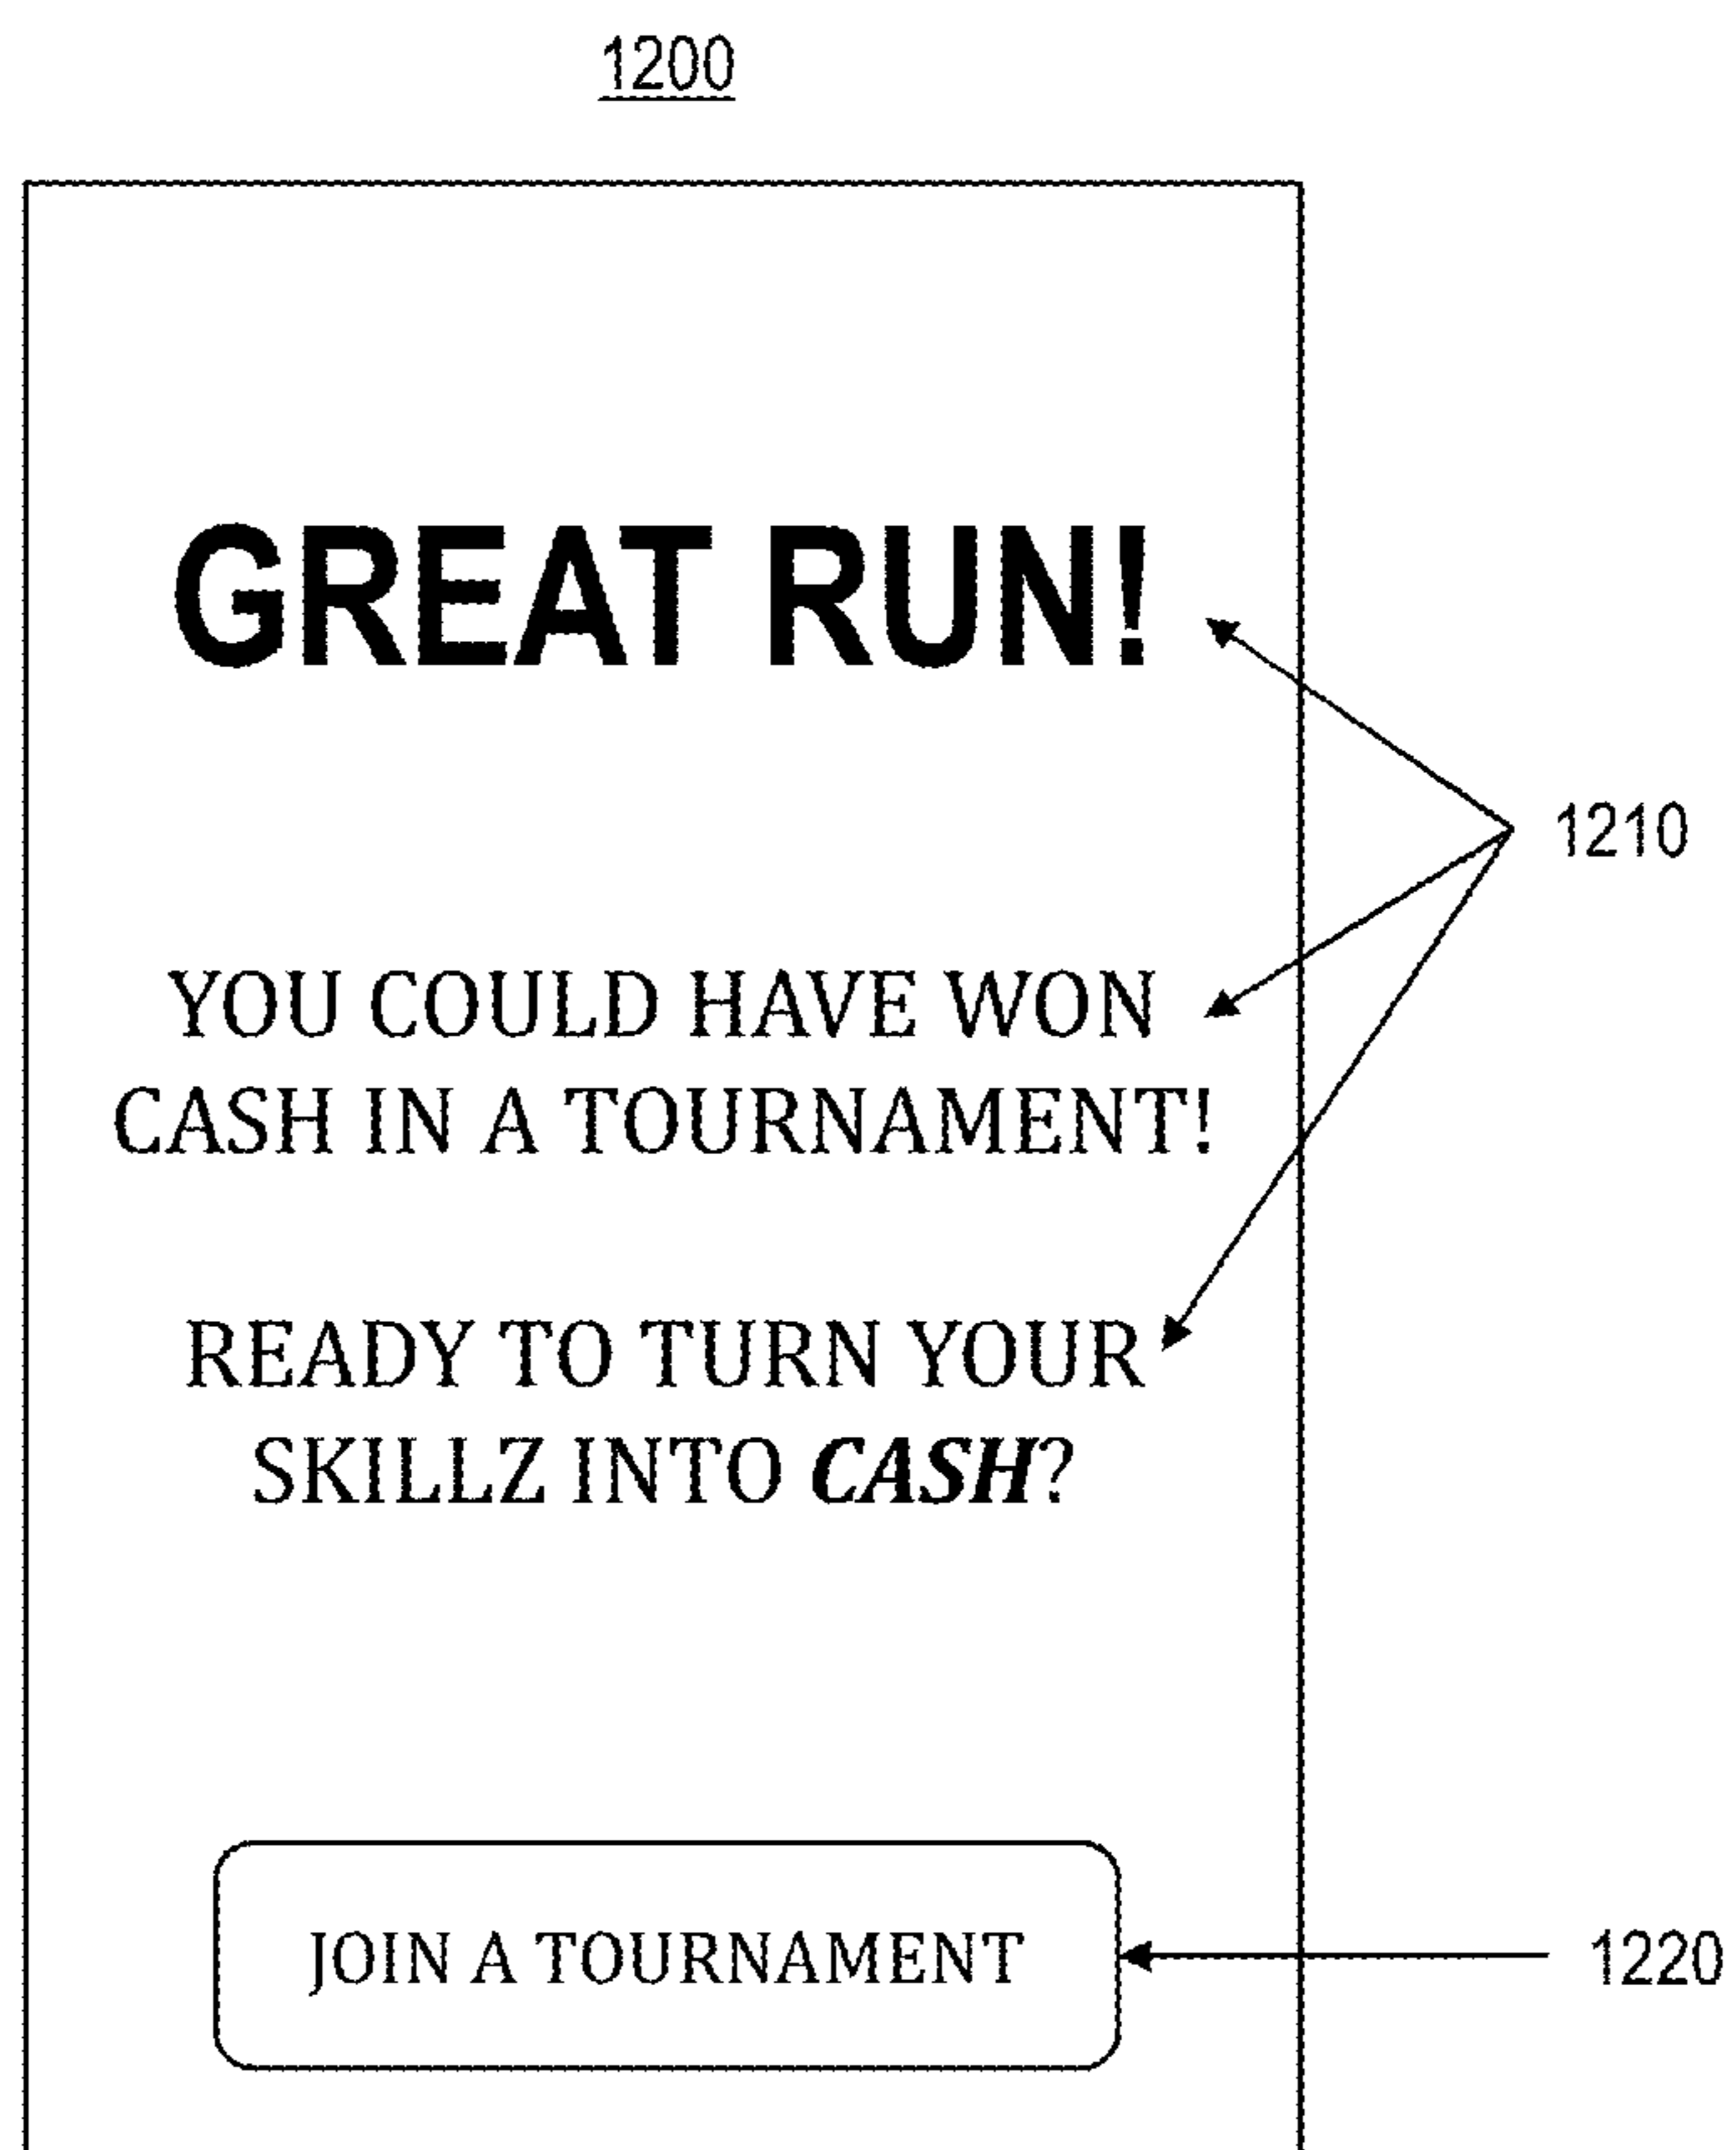 1200
GREAT RUN!
1210
YOU COULD HAVE WON
CASH IN A TOURNAMENT!
READY TO TURN YOUR
SKILLZ INTO CASH?
JOIN A TOURNAMENT
1220